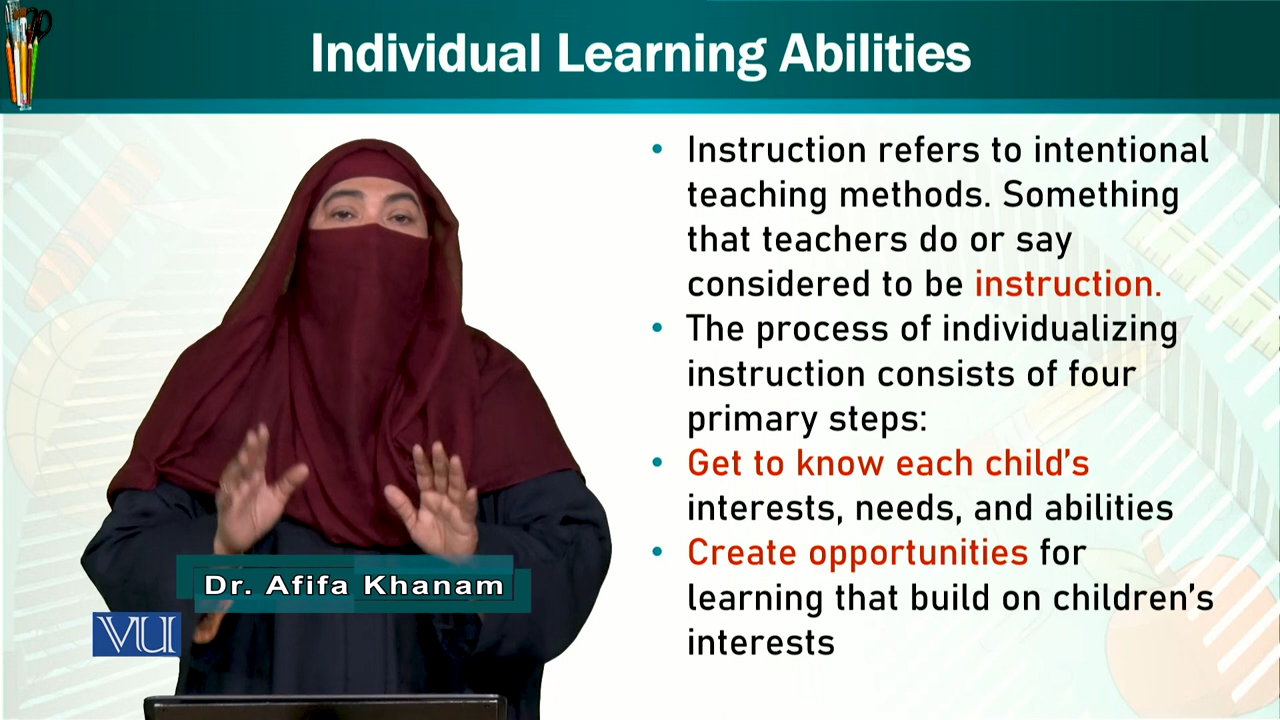 Individual Learning Abilities
• Instruction refers to intentional
teaching methods. Something
that teachers do or say
considered to be instruction.
• The process of individualizing
instruction consists of four
primary steps:
• Get to know each child's
interests, needs, and abilities
• Create opportunities for
learning that build on children's
interests
Dr. Afifa Khanam
VU